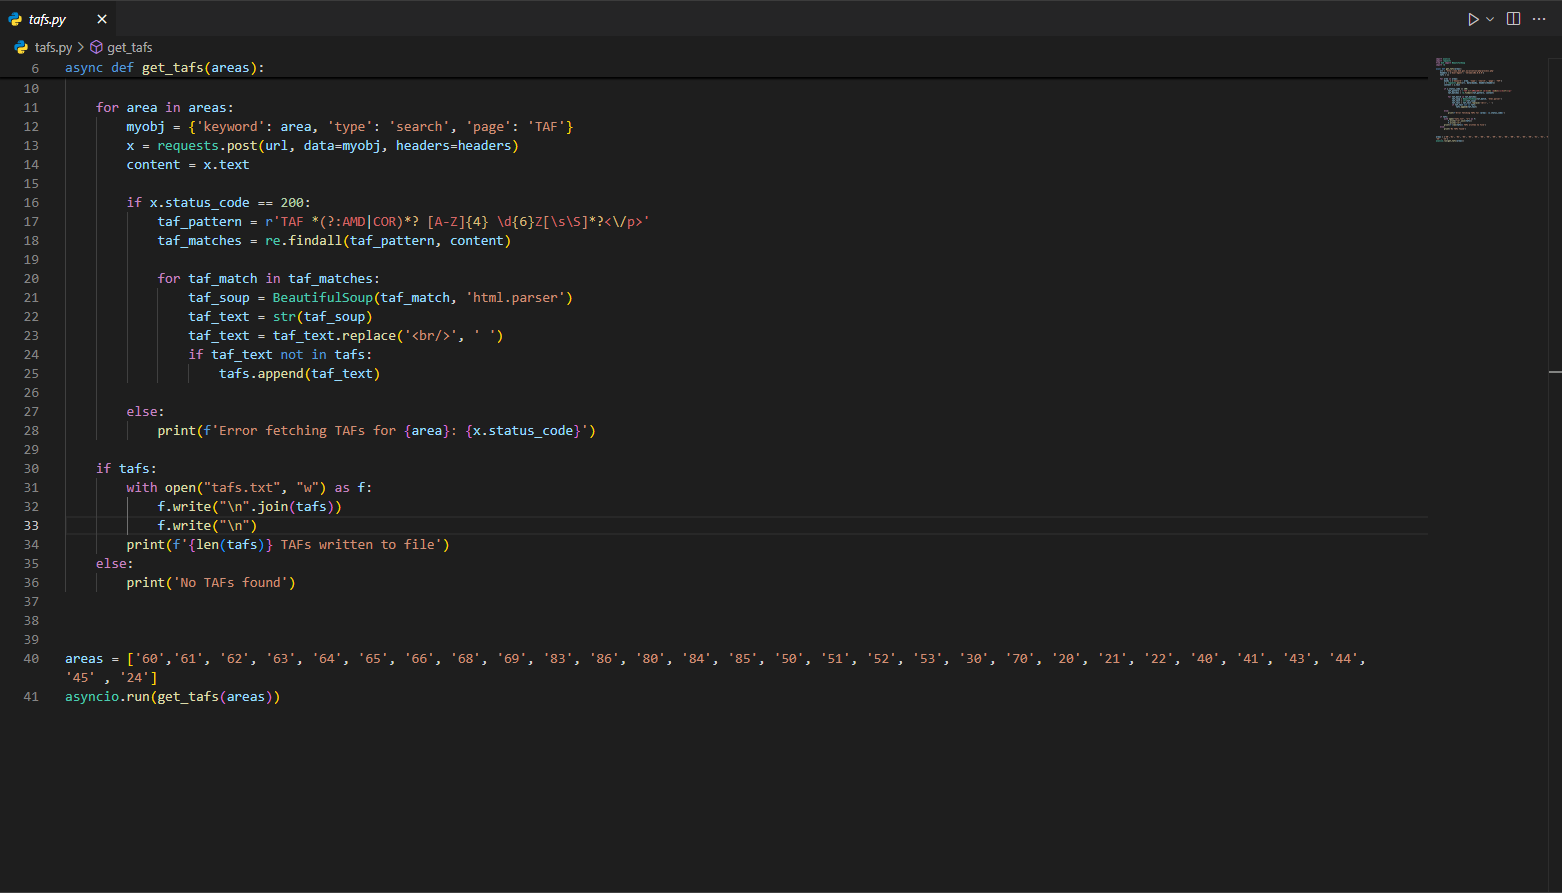 tafs.py
tafs.py > get_tafs
6 async def get_tafs(areas):
10
11 for area in areas:
12 myobj = {'keyword': area, 'type': 'search', 'page': 'TAF'}
13 x = requests.post(url, data=myobj, headers=headers)
14 content = x.text
15
16 if x.status_code == 200:
17 taf_pattern = r'TAF *(?:AMD|COR)*? [A-Z]{4} \d{6}Z[\s\S]*?<\/p>'
18 taf_matches = re.findall(taf_pattern, content)
19
20 for taf_match in taf_matches:
21 taf_soup = BeautifulSoup(taf_match, 'html.parser')
22 taf_text = str(taf_soup)
23 taf_text = taf_text.replace('<br/>', ' ')
24 if taf_text not in tafs:
25 tafs.append(taf_text)
26
27 else:
28 print(f'Error fetching TAFs for {area}: {x.status_code}')
29
30 if tafs:
31 with open("tafs.txt", "w") as f:
32 f.write("\n".join(tafs))
33 f.write("\n")
34 print(f'{len(tafs)} TAFs written to file')
35 else:
36 print('No TAFs found')
37
38
39
40 areas = ['60','61', '62', '63', '64', '65', '66', '68', '69', '83', '86', '80', '84', '85', '50', '51', '52', '53', '30', '70', '20', '21', '22', '40', '41', '43', '44',
'45' , '24']
41 asyncio.run(get_tafs(areas))